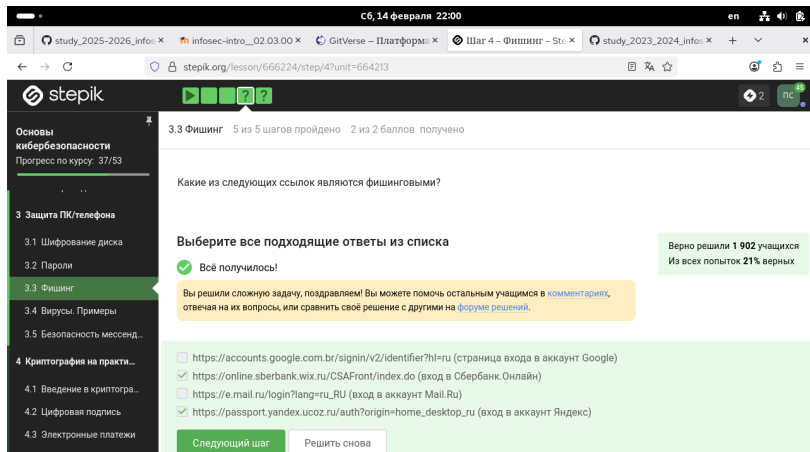 Сб, 14 февраля 22:00
en
study_2025-2026_infos
infosec-intro__02.03.00
GitVerse – Платформа
Шаг 4 – Фишинг – Ste
study_2023_2024_infos
stepik.org/lesson/666224/step/4?unit=664213
stepik
? ?
2
ПС
45
Основы кибербезопасности
Прогресс по курсу: 37/53
3 Защита ПК/телефона
3.1 Шифрование диска
3.2 Пароли
3.3 Фишинг
3.4 Вирусы. Примеры
3.5 Безопасность мессенд...
4 Криптография на практи...
4.1 Введение в криптогра...
4.2 Цифровая подпись
4.3 Электронные платежи
3.3 Фишинг 5 из 5 шагов пройдено 2 из 2 баллов получено
Какие из следующих ссылок являются фишинговыми?
Выберите все подходящие ответы из списка
Верно решили 1 902 учащихся
Из всех попыток 21% верных
Всё получилось!
Вы решили сложную задачу, поздравляем! Вы можете помочь остальным учащимся в комментариях,
отвечая на их вопросы, или сравнить своё решение с другими на форуме решений.
https://accounts.google.com.br/signin/v2/identifier?hl=ru (страница входа в аккаунт Google)
https://online.sberbank.wix.ru/CSAFront/index.do (вход в Сбербанк.Онлайн)
https://e.mail.ru/login?lang=ru_RU (вход в аккаунт Mail.Ru)
https://passport.yandex.ucoz.ru/auth?origin=home_desktop_ru (вход в аккаунт Яндекс)
Следующий шаг
Решить снова